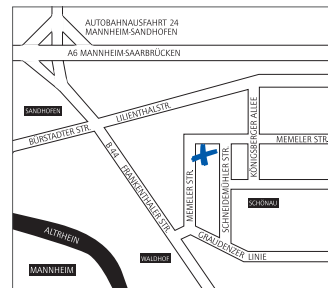 AUTOBAHNAUSFAHRT 24
MANNHEIM-SANDHOFEN
A6 MANNHEIM-SAARBRÜCKEN
SANDHOFEN
LILIENTHALSTR.
BÜRSTADTER STR.
KÖNIGSBERGER ALLEE
MEMELER STR.
B 44
FRANKENTHALER STR.
MEMELER STR.
SCHNEIDEMÜHLER STR.
SCHÖNAU
GRAUDENZER LINIE
ALTRHEIN
WALDHOF
MANNHEIM